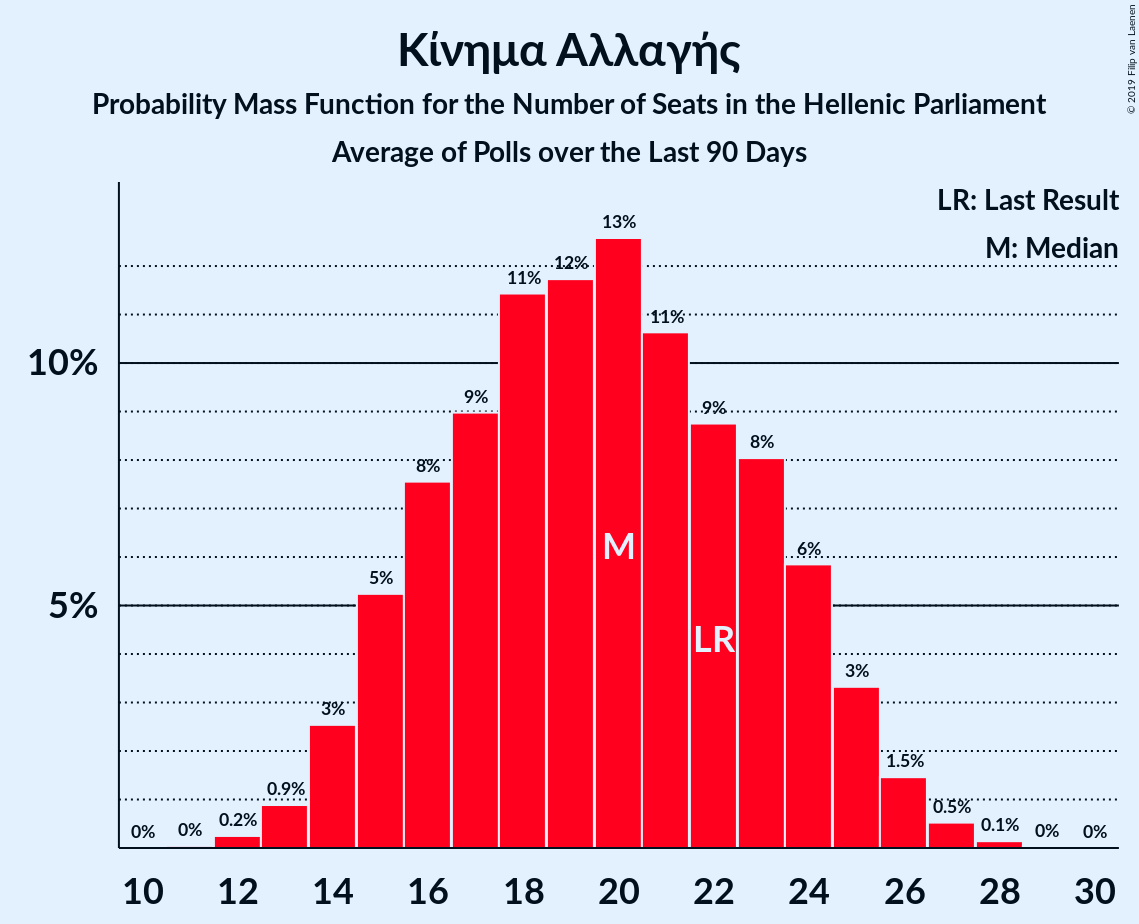 Κίνημα Αλλαγής
Probability Mass Function for the Number of Seats in the Hellenic Parliament
Average of Polls over the Last 90 Days
© 2019 Filip van Laenen
LR: Last Result
M: Median
10%
5%
0%
0%
0.2%
0.9%
3%
5%
8%
9%
11%
12%
13%
11%
9%
8%
6%
3%
1.5%
0.5%
0.1%
0%
0%
M
LR
10 12 14 16 18 20 22 24 26 28 30